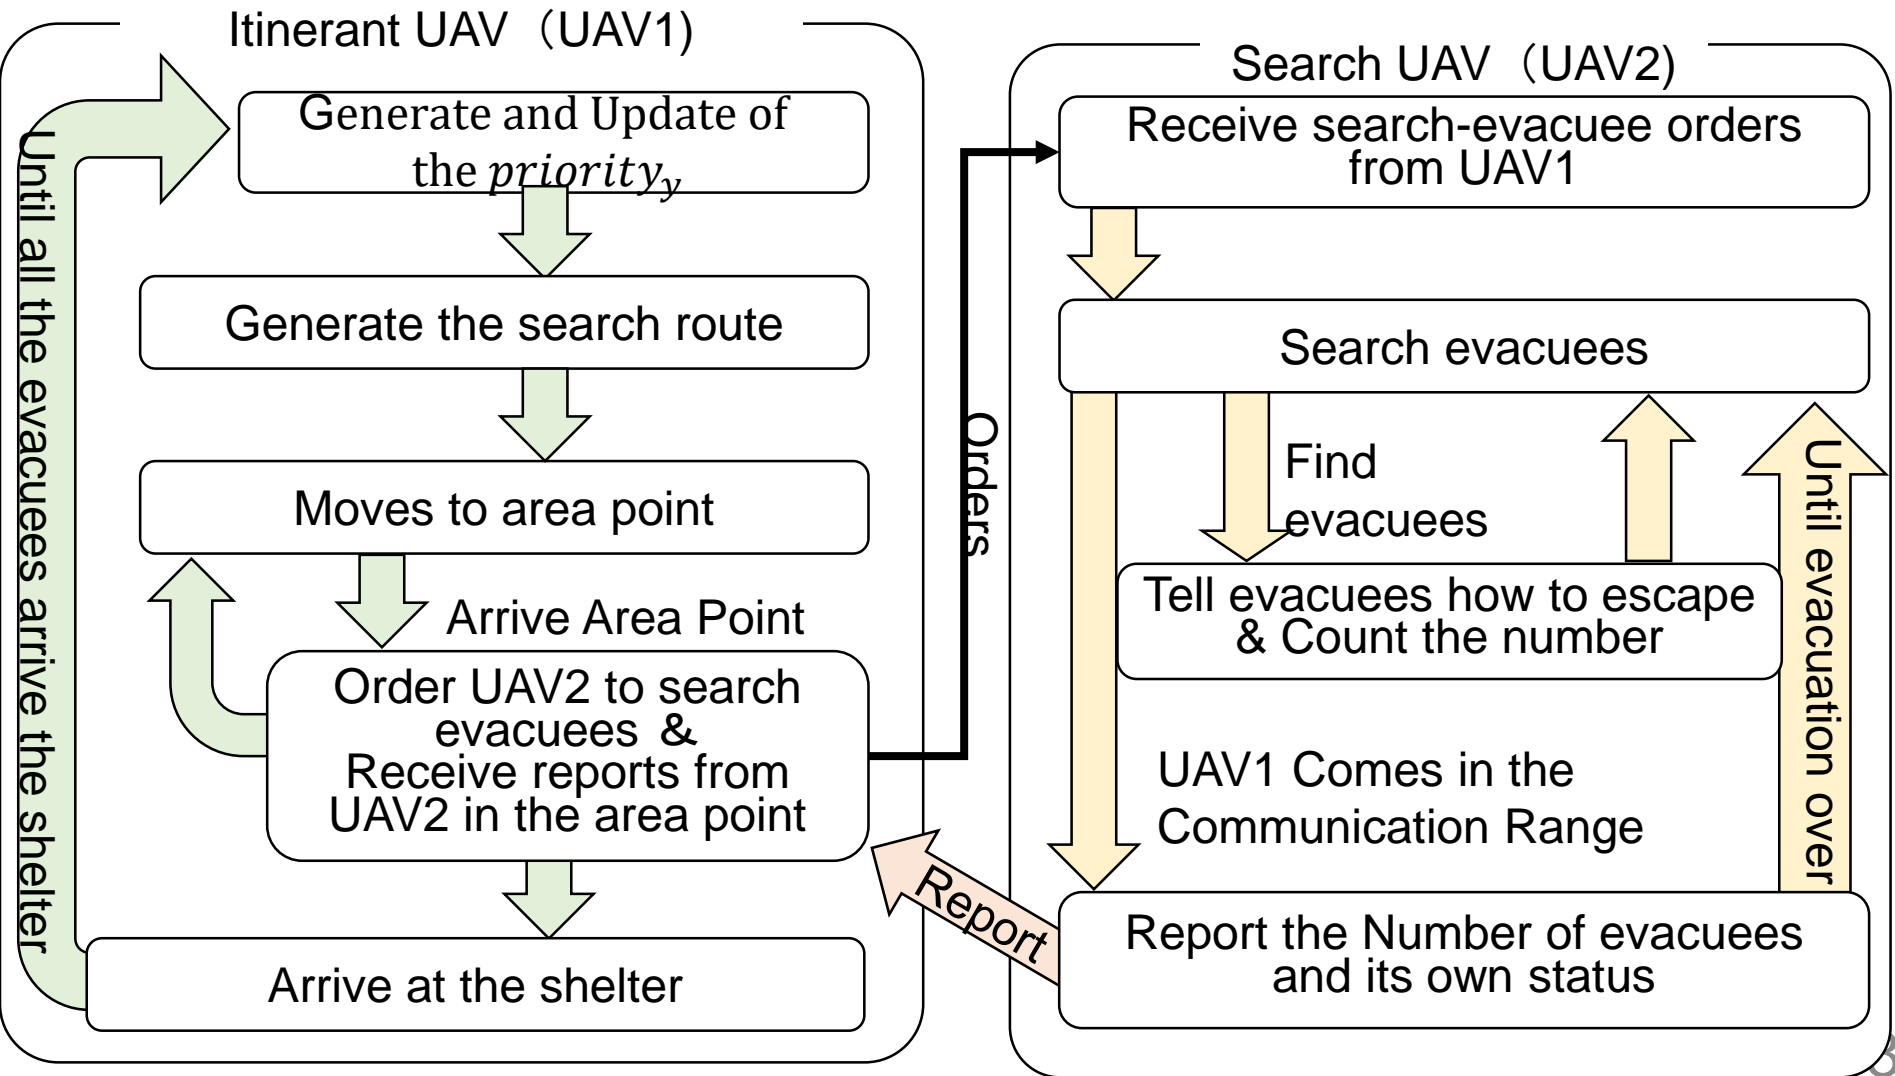 Itinerant UAV（UAV1)
Generate and Update of
the priority_y
Generate the search route
Moves to area point
Arrive Area Point
Order UAV2 to search
evacuees &
Receive reports from
UAV2 in the area point
Arrive at the shelter
Until all the evacuees arrive the shelter
Orders
Report
Search UAV（UAV2)
Receive search-evacuee orders
from UAV1
Search evacuees
Find
evacuees
Tell evacuees how to escape
& Count the number
UAV1 Comes in the
Communication Range
Until evacuation over
Report the Number of evacuees
and its own status